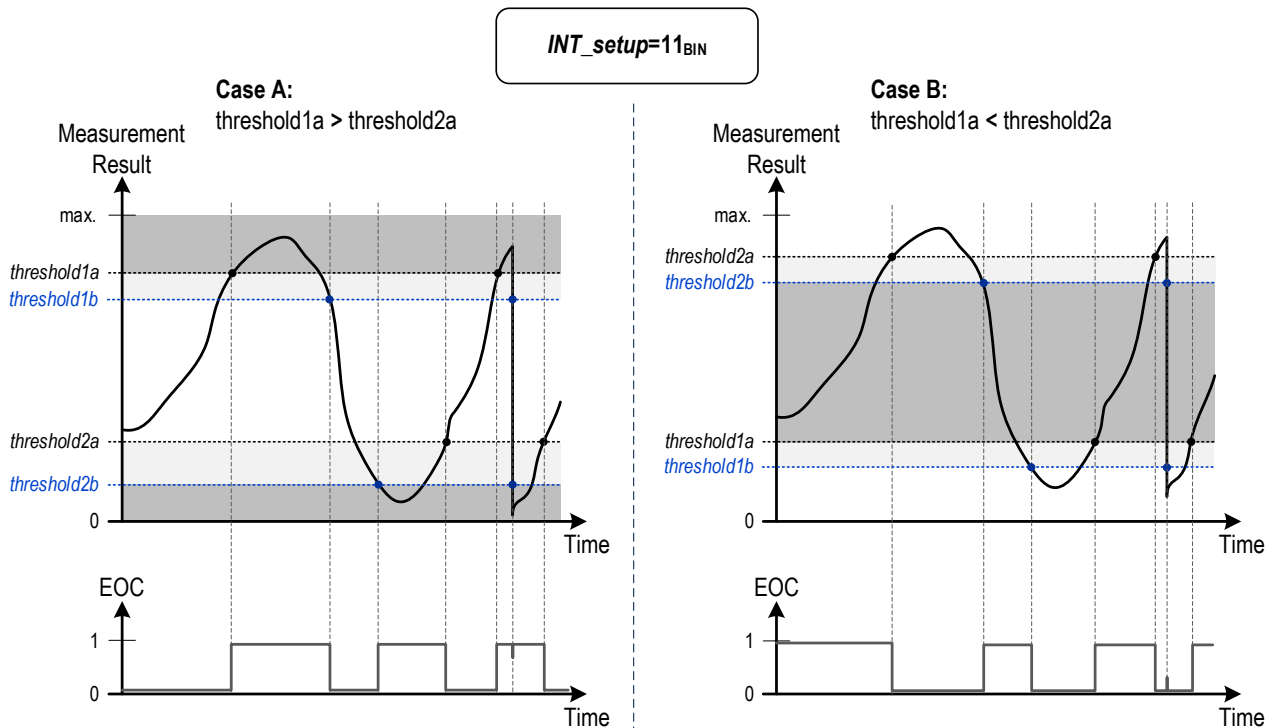 INT_setup=11BIN
Case A:
threshold1a > threshold2a
Measurement
Result
max.
threshold1a
threshold1b
threshold2a
threshold2b
0
Time
EOC
1
0
Time
Case B:
threshold1a < threshold2a
Measurement
Result
max.
threshold2a
threshold2b
threshold1a
threshold1b
0
Time
EOC
1
0
Time